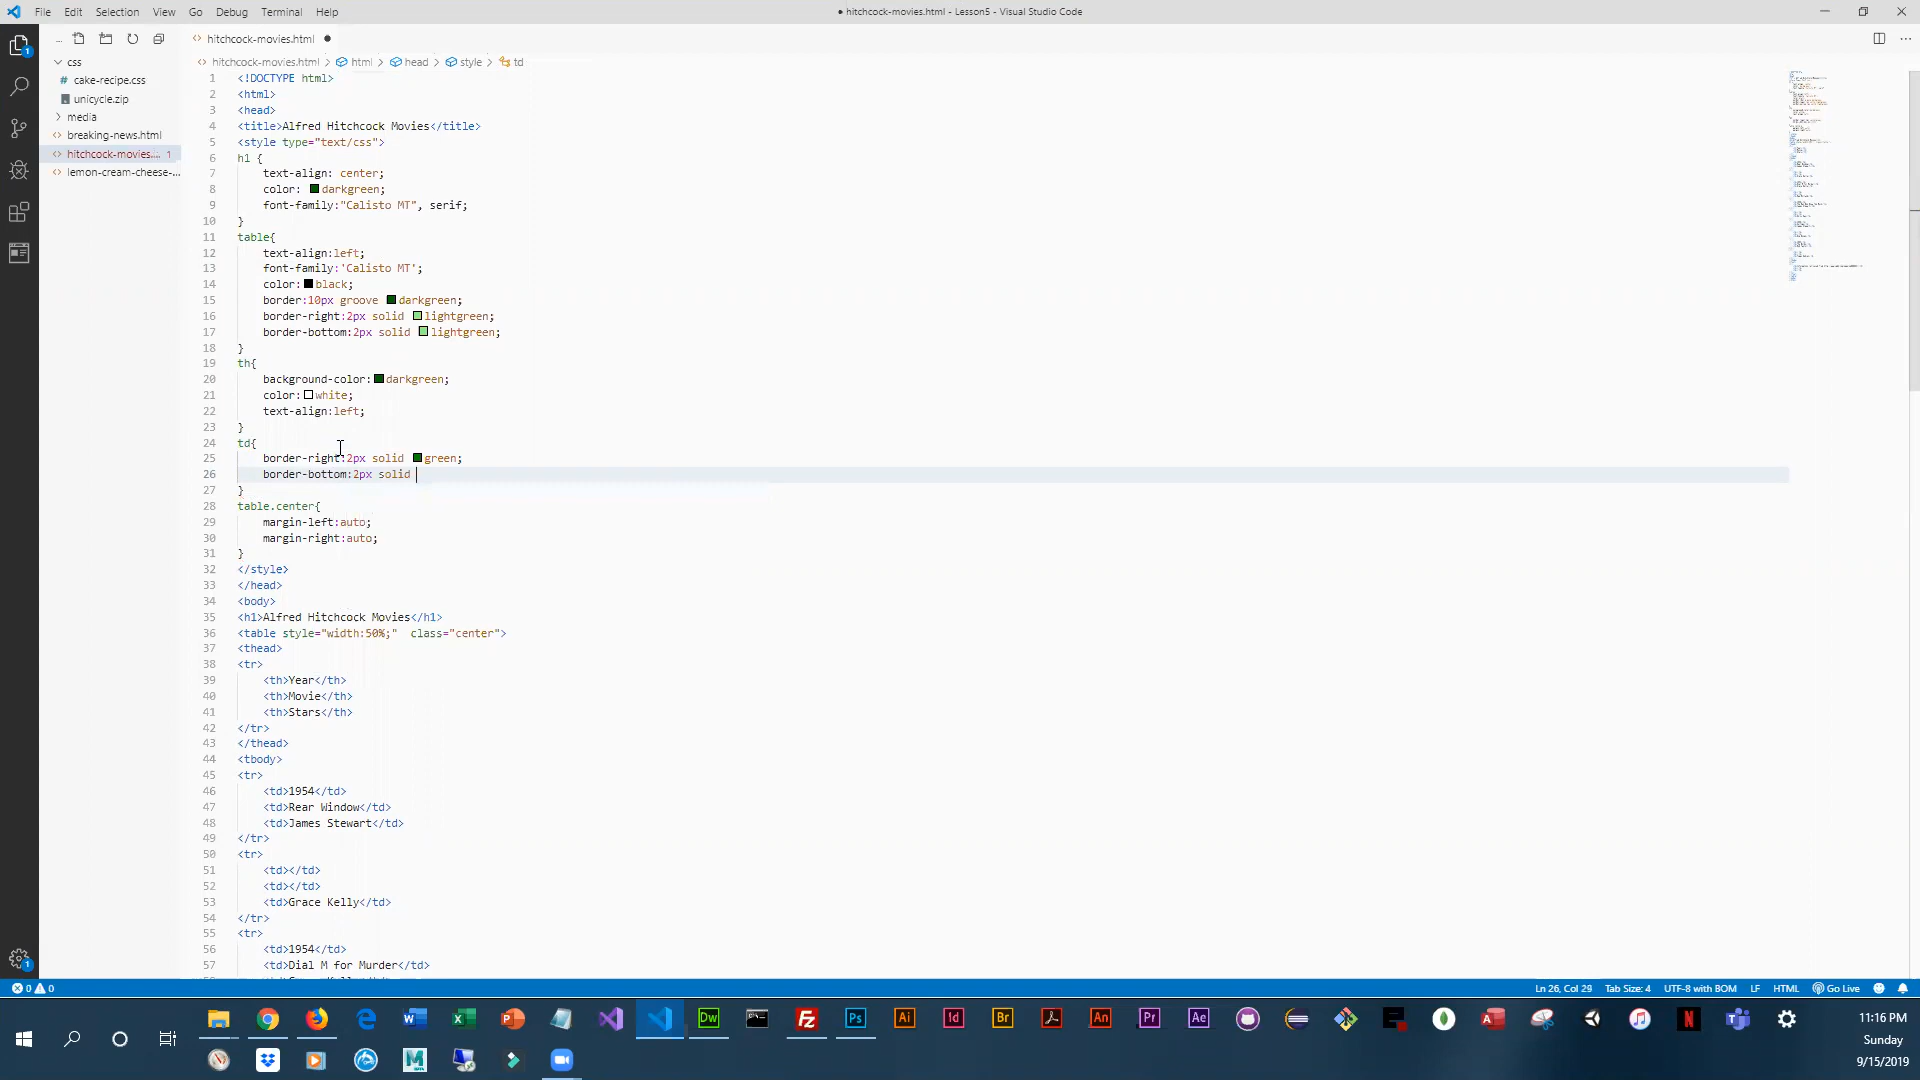 File Edit Selection View Go Debug Terminal Help
● hitchcock-movies.html - Lesson5 - Visual Studio Code
hitchcock-movies.html ●
css
cake-recipe.css
unicycle.zip
media
breaking-news.html
hitchcock-movies.... 1
lemon-cream-cheese-...
hitchcock-movies.html > html > head > style > td
1 <!DOCTYPE html>
2 <html>
3 <head>
4 <title>Alfred Hitchcock Movies</title>
5 <style type="text/css">
6 h1 {
7 text-align: center;
8 color: darkgreen;
9 font-family:"Calisto MT", serif;
10 }
11 table{
12 text-align:left;
13 font-family:'Calisto MT';
14 color:black;
15 border:10px groove darkgreen;
16 border-right:2px solid lightgreen;
17 border-bottom:2px solid lightgreen;
18 }
19 th{
20 background-color:darkgreen;
21 color:white;
22 text-align:left;
23 }
24 td{
25 border-right:2px solid green;
26 border-bottom:2px solid
27 }
28 table.center{
29 margin-left:auto;
30 margin-right:auto;
31 }
32 </style>
33 </head>
34 <body>
35 <h1>Alfred Hitchcock Movies</h1>
36 <table style="width:50%;"  class="center">
37 <thead>
38 <tr>
39 <th>Year</th>
40 <th>Movie</th>
41 <th>Stars</th>
42 </tr>
43 </thead>
44 <tbody>
45 <tr>
46 <td>1954</td>
47 <td>Rear Window</td>
48 <td>James Stewart</td>
49 </tr>
50 <tr>
51 <td></td>
52 <td></td>
53 <td>Grace Kelly</td>
54 </tr>
55 <tr>
56 <td>1954</td>
57 <td>Dial M for Murder</td>
0 0
Ln 26, Col 29 Tab Size: 4 UTF-8 with BOM LF HTML Go Live
11:16 PM
Sunday
9/15/2019